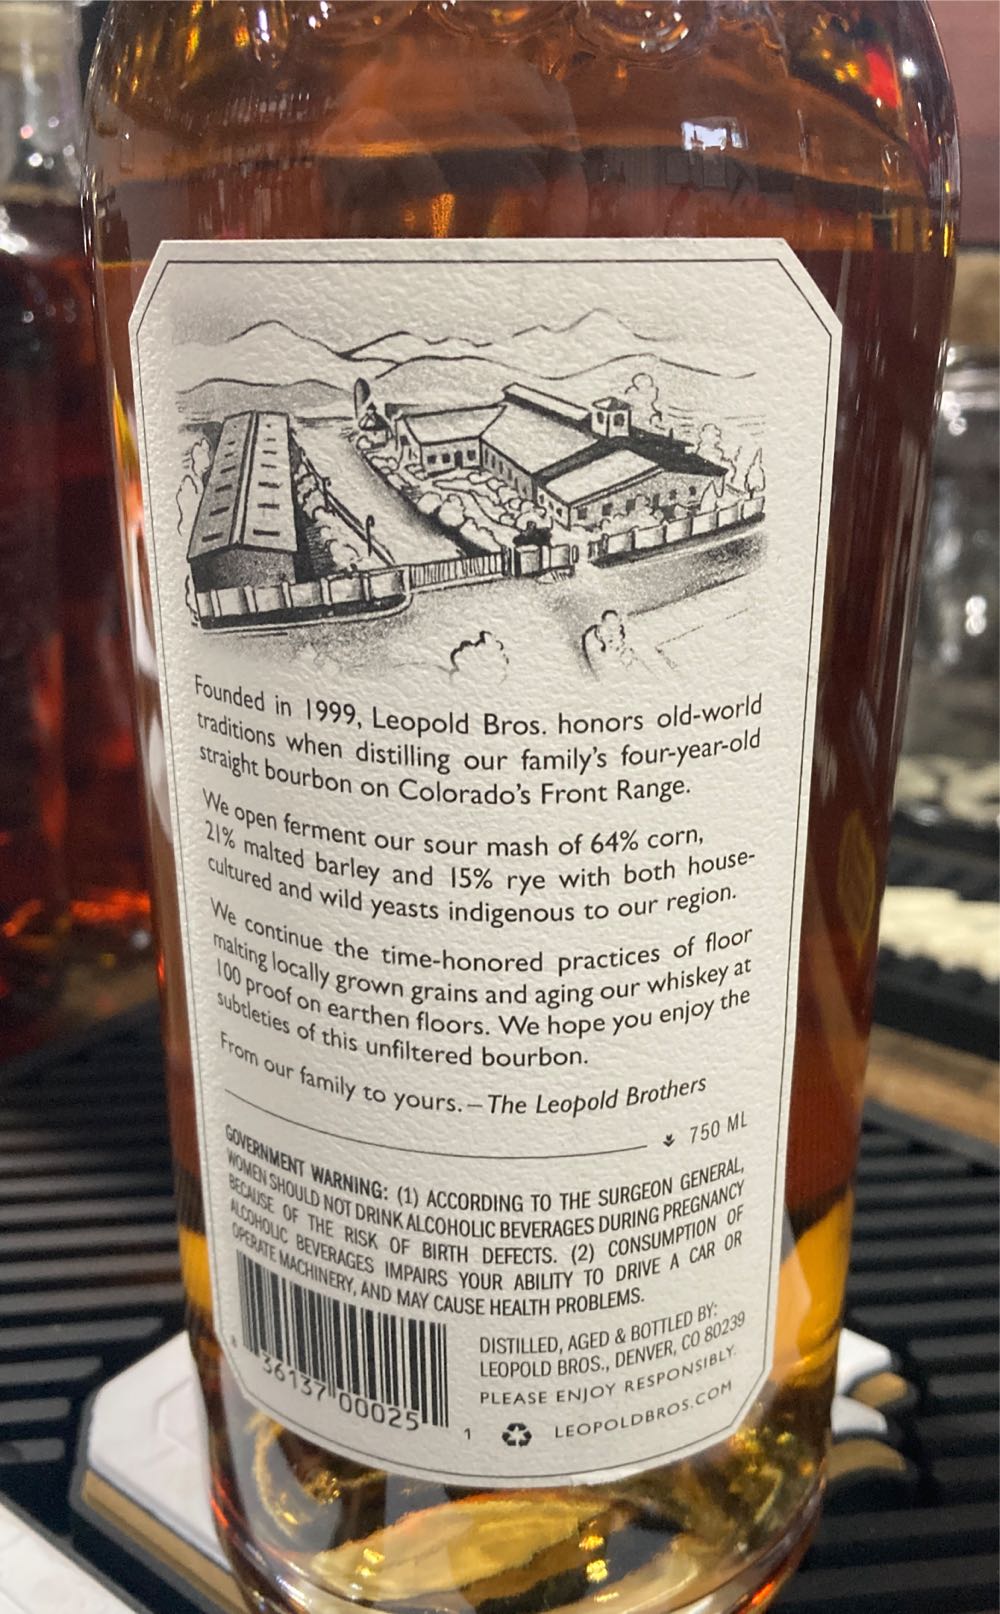 Founded in 1999, Leopold Bros. honors old-world
traditions when distilling our family's four-year-old
straight bourbon on Colorado's Front Range.
We open ferment our sour mash of 64% corn,
21% malted barley and 15% rye with both house-
cultured and wild yeasts indigenous to our region.
We continue the time-honored practices of floor
malting locally grown grains and aging our whiskey at
100 proof on earthen floors. We hope you enjoy the
subtleties of this unfiltered bourbon.
From our family to yours. – The Leopold Brothers
750 ML
GOVERNMENT WARNING: (1) ACCORDING TO THE SURGEON GENERAL,
WOMEN SHOULD NOT DRINK ALCOHOLIC BEVERAGES DURING PREGNANCY
BECAUSE OF THE RISK OF BIRTH DEFECTS. (2) CONSUMPTION OF
ALCOHOLIC BEVERAGES IMPAIRS YOUR ABILITY TO DRIVE A CAR OR
OPERATE MACHINERY, AND MAY CAUSE HEALTH PROBLEMS.
DISTILLED, AGED & BOTTLED BY:
LEOPOLD BROS., DENVER, CO 80239
PLEASE ENJOY RESPONSIBLY.
LEOPOLDBROS.COM
8 36137 00025 1